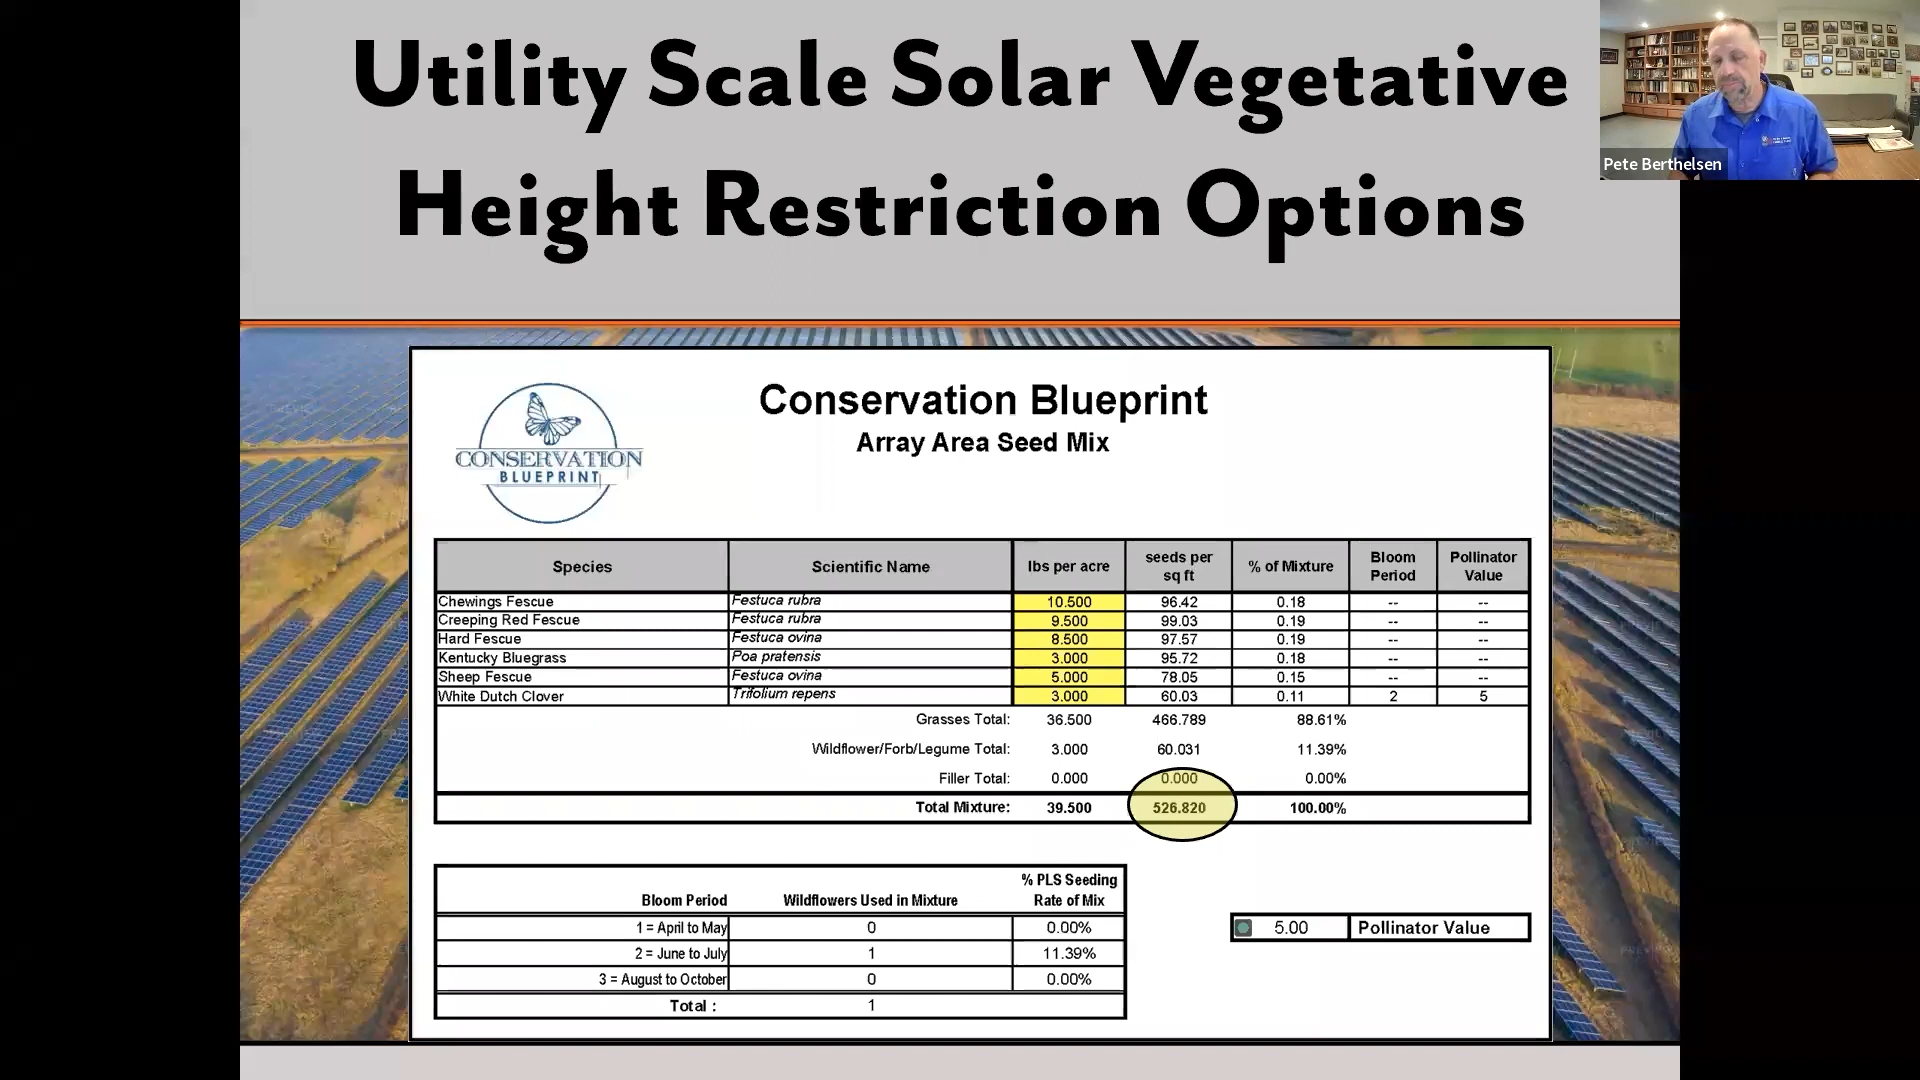 Utility Scale Solar Vegetative
Height Restriction Options
Pete Berthelsen
CONSERVATION
BLUEPRINT
Conservation Blueprint
Array Area Seed Mix
Species Scientific Name lbs per acre seeds per sq ft % of Mixture Bloom Period Pollinator Value
Chewings Fescue Festuca rubra 10.500 96.42 0.18 -- --
Creeping Red Fescue Festuca rubra 9.500 99.03 0.19 -- --
Hard Fescue Festuca ovina 8.500 97.57 0.19 -- --
Kentucky Bluegrass Poa pratensis 3.000 95.72 0.18 -- --
Sheep Fescue Festuca ovina 5.000 78.05 0.15 -- --
White Dutch Clover Trifolium repens 3.000 60.03 0.11 2 5
Grasses Total: 36.500 466.789 88.61%
Wildflower/Forb/Legume Total: 3.000 60.031 11.39%
Filler Total: 0.000 0.000 0.00%
Total Mixture: 39.500 526.820 100.00%
Bloom Period Wildflowers Used in Mixture % PLS Seeding Rate of Mix
1 = April to May 0 0.00%
2 = June to July 1 11.39%
3 = August to October 0 0.00%
Total : 1
5.00 Pollinator Value